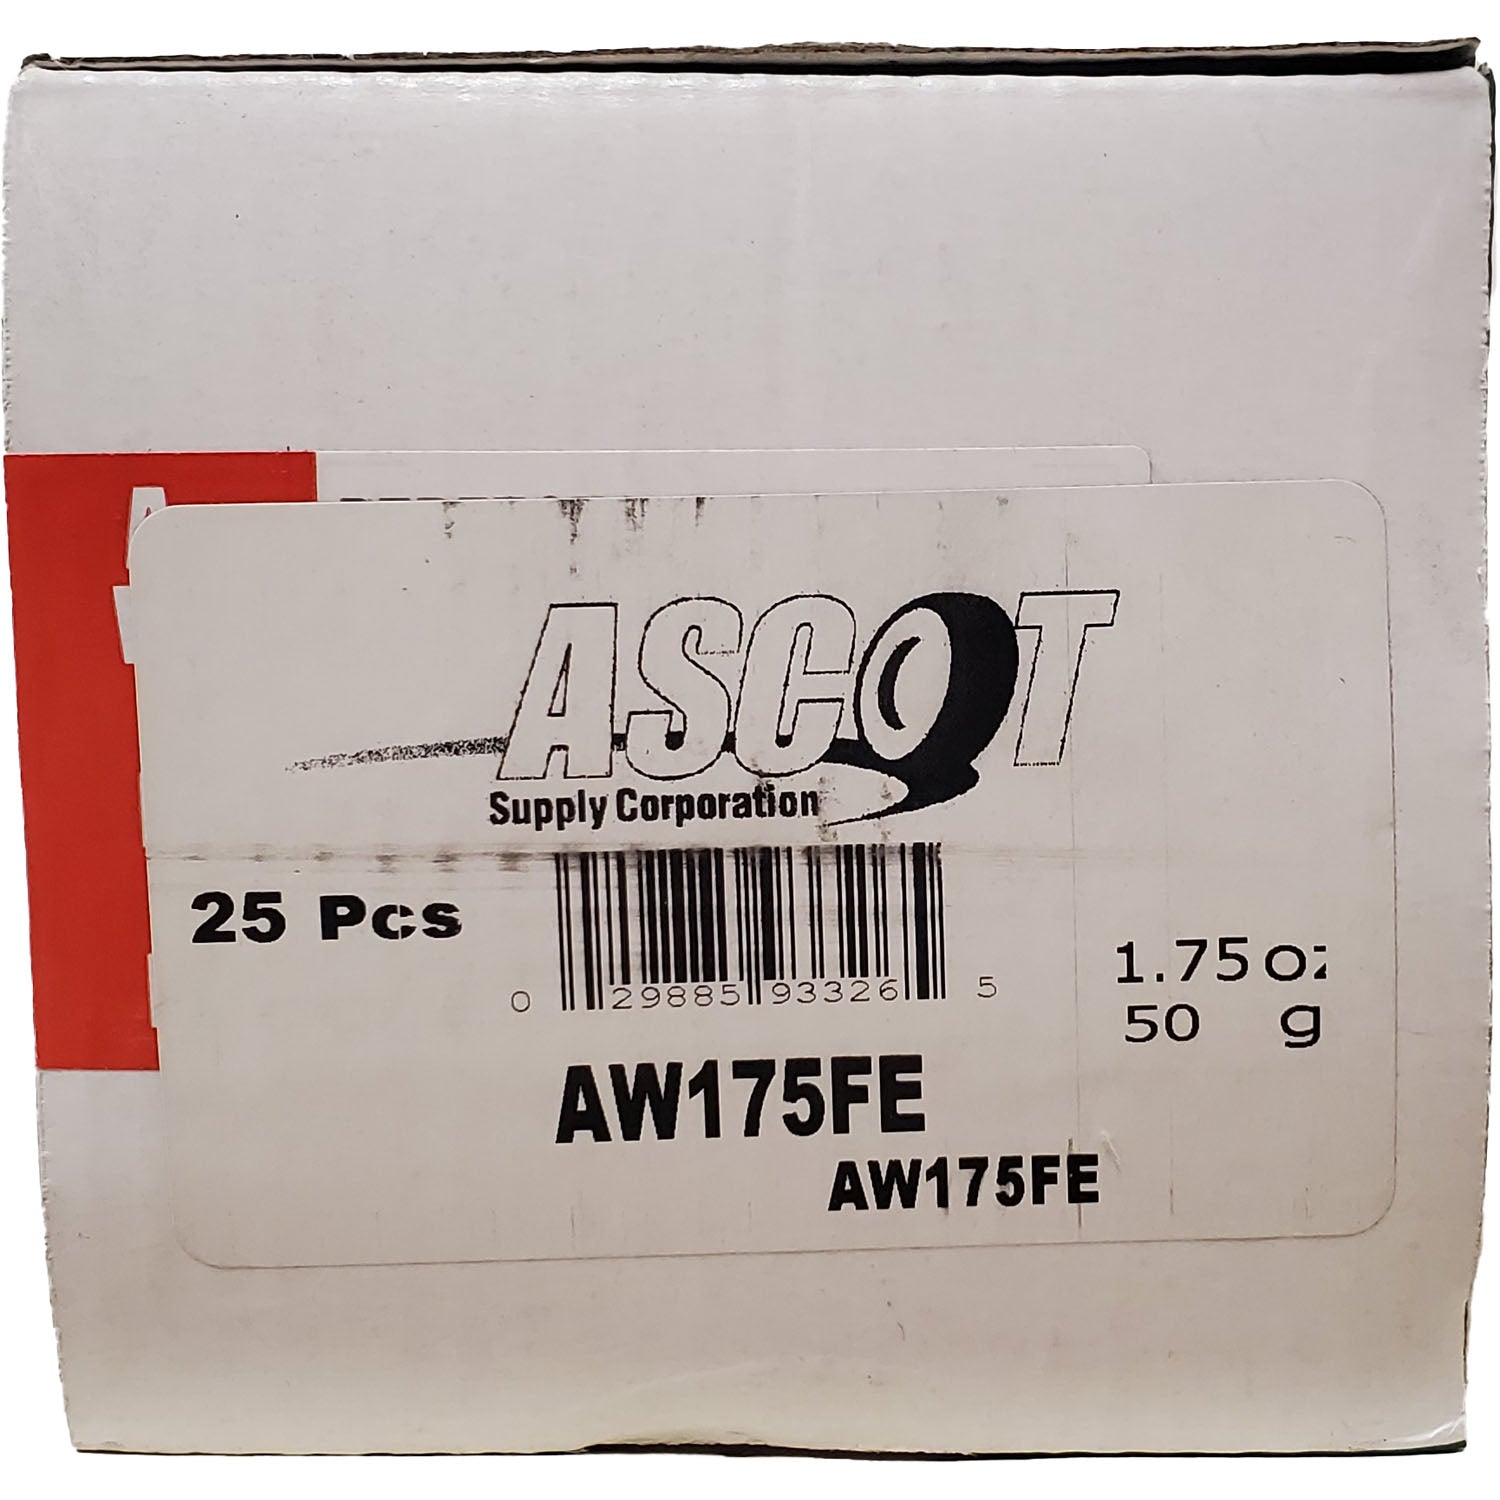 ASCOT
Supply Corporation
25 Pcs
0 29885 93326 5
1.75 oz
50 g
AW175FE
AW175FE